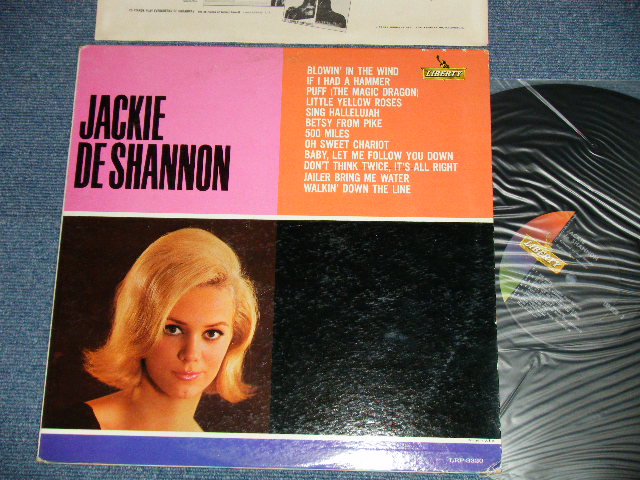 JACKIE
DE SHANNON
BLOWIN' IN THE WIND
IF I HAD A HAMMER
PUFF (THE MAGIC DRAGON)
LITTLE YELLOW ROSES
SING HALLELUJAH
BETSY FROM PIKE
500 MILES
OH SWEET CHARIOT
BABY, LET ME FOLLOW YOU DOWN
DON'T THINK TWICE, IT'S ALL RIGHT
JAILER BRING ME WATER
WALKIN' DOWN THE LINE
LIBERTY
LRP-3320
LIBERTY